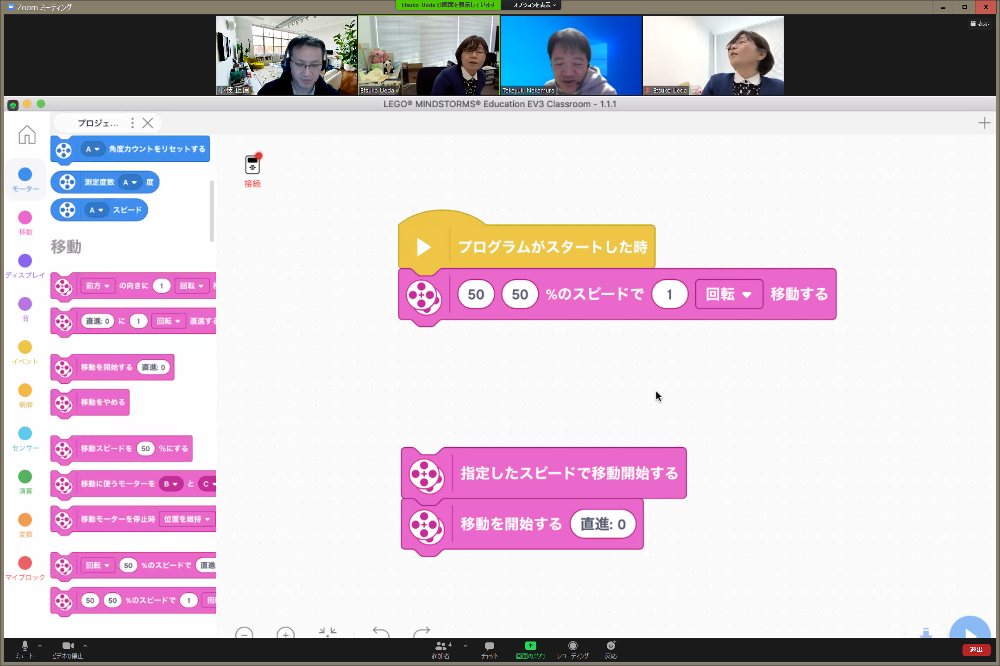 Zoom ミーティング
Etsuko Ueda の画面を表示しています
オプションを表示
表示
小枝 正直
Etsuko Ueda
Takayuki Nakamura
Etsuko Ueda
LEGO® MINDSTORMS® Education EV3 Classroom - 1.1.1
プロジェ...
モーター
移動
ディスプレイ
音
イベント
制御
センサー
演算
変数
マイブロック
A 角度カウントをリセットする
測定度数 A 度
A スピード
移動
前方 の向きに 1 回転
直進: 0 に 1 回転 直進する
移動を開始する 直進: 0
移動をやめる
移動スピードを 50 %にする
移動に使うモーターを B と C
移動モーターを停止時 位置を維持
回転 50 %のスピードで 直進
50 50 %のスピードで 1 回
接続
プログラムがスタートした時
50 50 %のスピードで 1 回転 移動する
指定したスピードで移動開始する
移動を開始する 直進: 0
ミュート
ビデオの停止
参加者 4
チャット
画面の共有
レコーディング
反応
退出